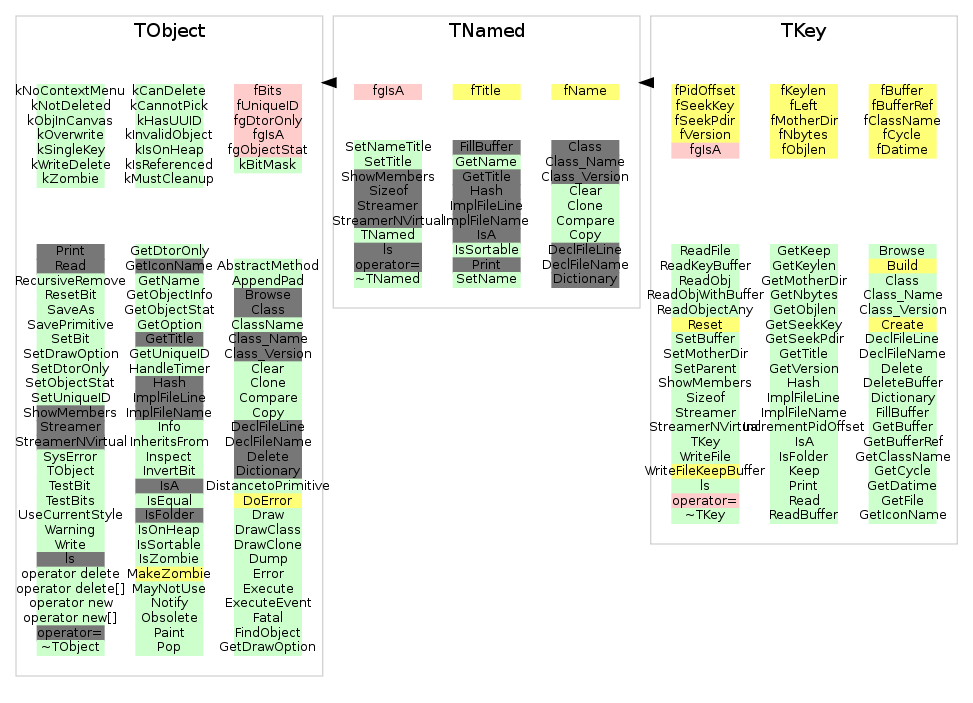 TObject
kNoContextMenu
kNotDeleted
kObjInCanvas
kOverwrite
kSingleKey
kWriteDelete
kZombie
kCanDelete
kCannotPick
kHasUUID
kInvalidObject
kIsOnHeap
kIsReferenced
kMustCleanup
fBits
fUniqueID
fgDtorOnly
fgIsA
fgObjectStat
kBitMask
Print
Read
RecursiveRemove
ResetBit
SaveAs
SavePrimitive
SetBit
SetDrawOption
SetDtorOnly
SetObjectStat
SetUniqueID
ShowMembers
Streamer
StreamerNVirtual
SysError
TObject
TestBit
TestBits
UseCurrentStyle
Warning
Write
ls
operator delete
operator delete[]
operator new
operator new[]
operator=
~TObject
GetDtorOnly
GetIconName
GetName
GetObjectInfo
GetObjectStat
GetOption
GetTitle
GetUniqueID
HandleTimer
Hash
ImplFileLine
ImplFileName
Info
InheritsFrom
Inspect
InvertBit
IsA
IsEqual
IsFolder
IsOnHeap
IsSortable
IsZombie
MakeZombie
MayNotUse
Notify
Obsolete
Paint
Pop
AbstractMethod
AppendPad
Browse
Class
ClassName
Class_Name
Class_Version
Clear
Clone
Compare
Copy
DeclFileLine
DeclFileName
Delete
Dictionary
DistancetoPrimitive
DoError
Draw
DrawClass
DrawClone
Dump
Error
Execute
ExecuteEvent
Fatal
FindObject
GetDrawOption
TNamed
fgIsA
fTitle
fName
SetNameTitle
SetTitle
ShowMembers
Sizeof
Streamer
StreamerNVirtual
TNamed
ls
operator=
~TNamed
FillBuffer
GetName
GetTitle
Hash
ImplFileLine
ImplFileName
IsA
IsSortable
Print
SetName
Class
Class_Name
Class_Version
Clear
Clone
Compare
Copy
DeclFileLine
DeclFileName
Dictionary
TKey
fPidOffset
fSeekKey
fSeekPdir
fVersion
fgIsA
fKeylen
fLeft
fMotherDir
fNbytes
fObjlen
fBuffer
fBufferRef
fClassName
fCycle
fDatime
ReadFile
ReadKeyBuffer
ReadObj
ReadObjWithBuffer
ReadObjectAny
Reset
SetBuffer
SetMotherDir
SetParent
ShowMembers
Sizeof
Streamer
StreamerNVirtual
TKey
WriteFile
WriteFileKeepBuffer
ls
operator=
~TKey
GetKeep
GetKeylen
GetMotherDir
GetNbytes
GetObjlen
GetSeekKey
GetSeekPdir
GetTitle
GetVersion
Hash
ImplFileLine
ImplFileName
IncrementPidOffset
IsA
IsFolder
Keep
Print
Read
ReadBuffer
Browse
Build
Class
Class_Name
Class_Version
Create
DeclFileLine
DeclFileName
Delete
DeleteBuffer
Dictionary
FillBuffer
GetBuffer
GetBufferRef
GetClassName
GetCycle
GetDatime
GetFile
GetIconName